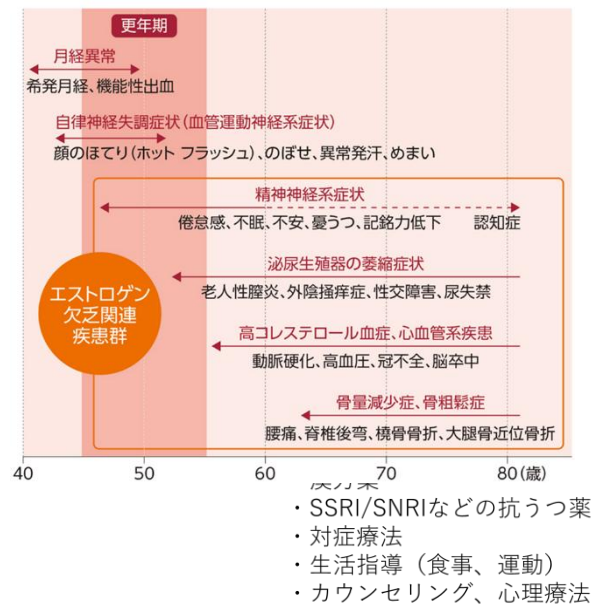 更年期
月経異常
希発月経、機能性出血
自律神経失調症状（血管運動神経系症状）
顔のほてり（ホット フラッシュ）、のぼせ、異常発汗、めまい
精神神経系症状
倦怠感、不眠、不安、憂うつ、記銘力低下 認知症
泌尿生殖器の萎縮症状
老人性膣炎、外陰掻痒症、性交障害、尿失禁
エストロゲン
欠乏関連
疾患群
高コレステロール血症、心血管系疾患
動脈硬化、高血圧、冠不全、脳卒中
骨量減少症、骨粗鬆症
腰痛、脊椎後弯、橈骨骨折、大腿骨近位骨折
40 50 60 70 80(歳)
・SSRI/SNRIなどの抗うつ薬
・対症療法
・生活指導（食事、運動）
・カウンセリング、心理療法